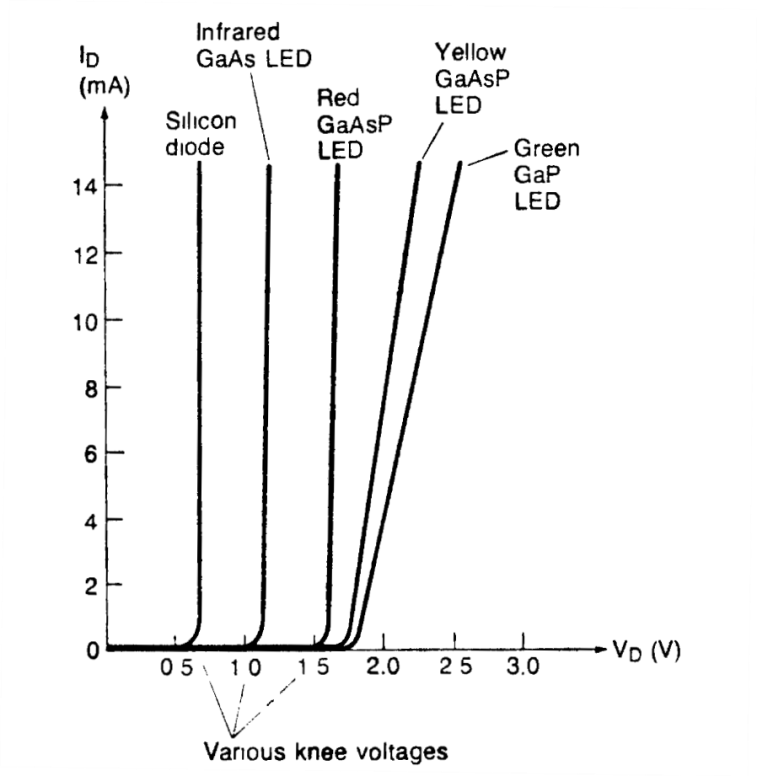 Infrared
GaAs LED
I_D
(mA)
Yellow
GaAsP
LED
Red
GaAsP
LED
Silicon
diode
Green
GaP
LED
14
12
10
8
6
4
2
0
0 5 1 0 1 5 2.0 2 5 3.0
V_D (V)
Various knee voltages